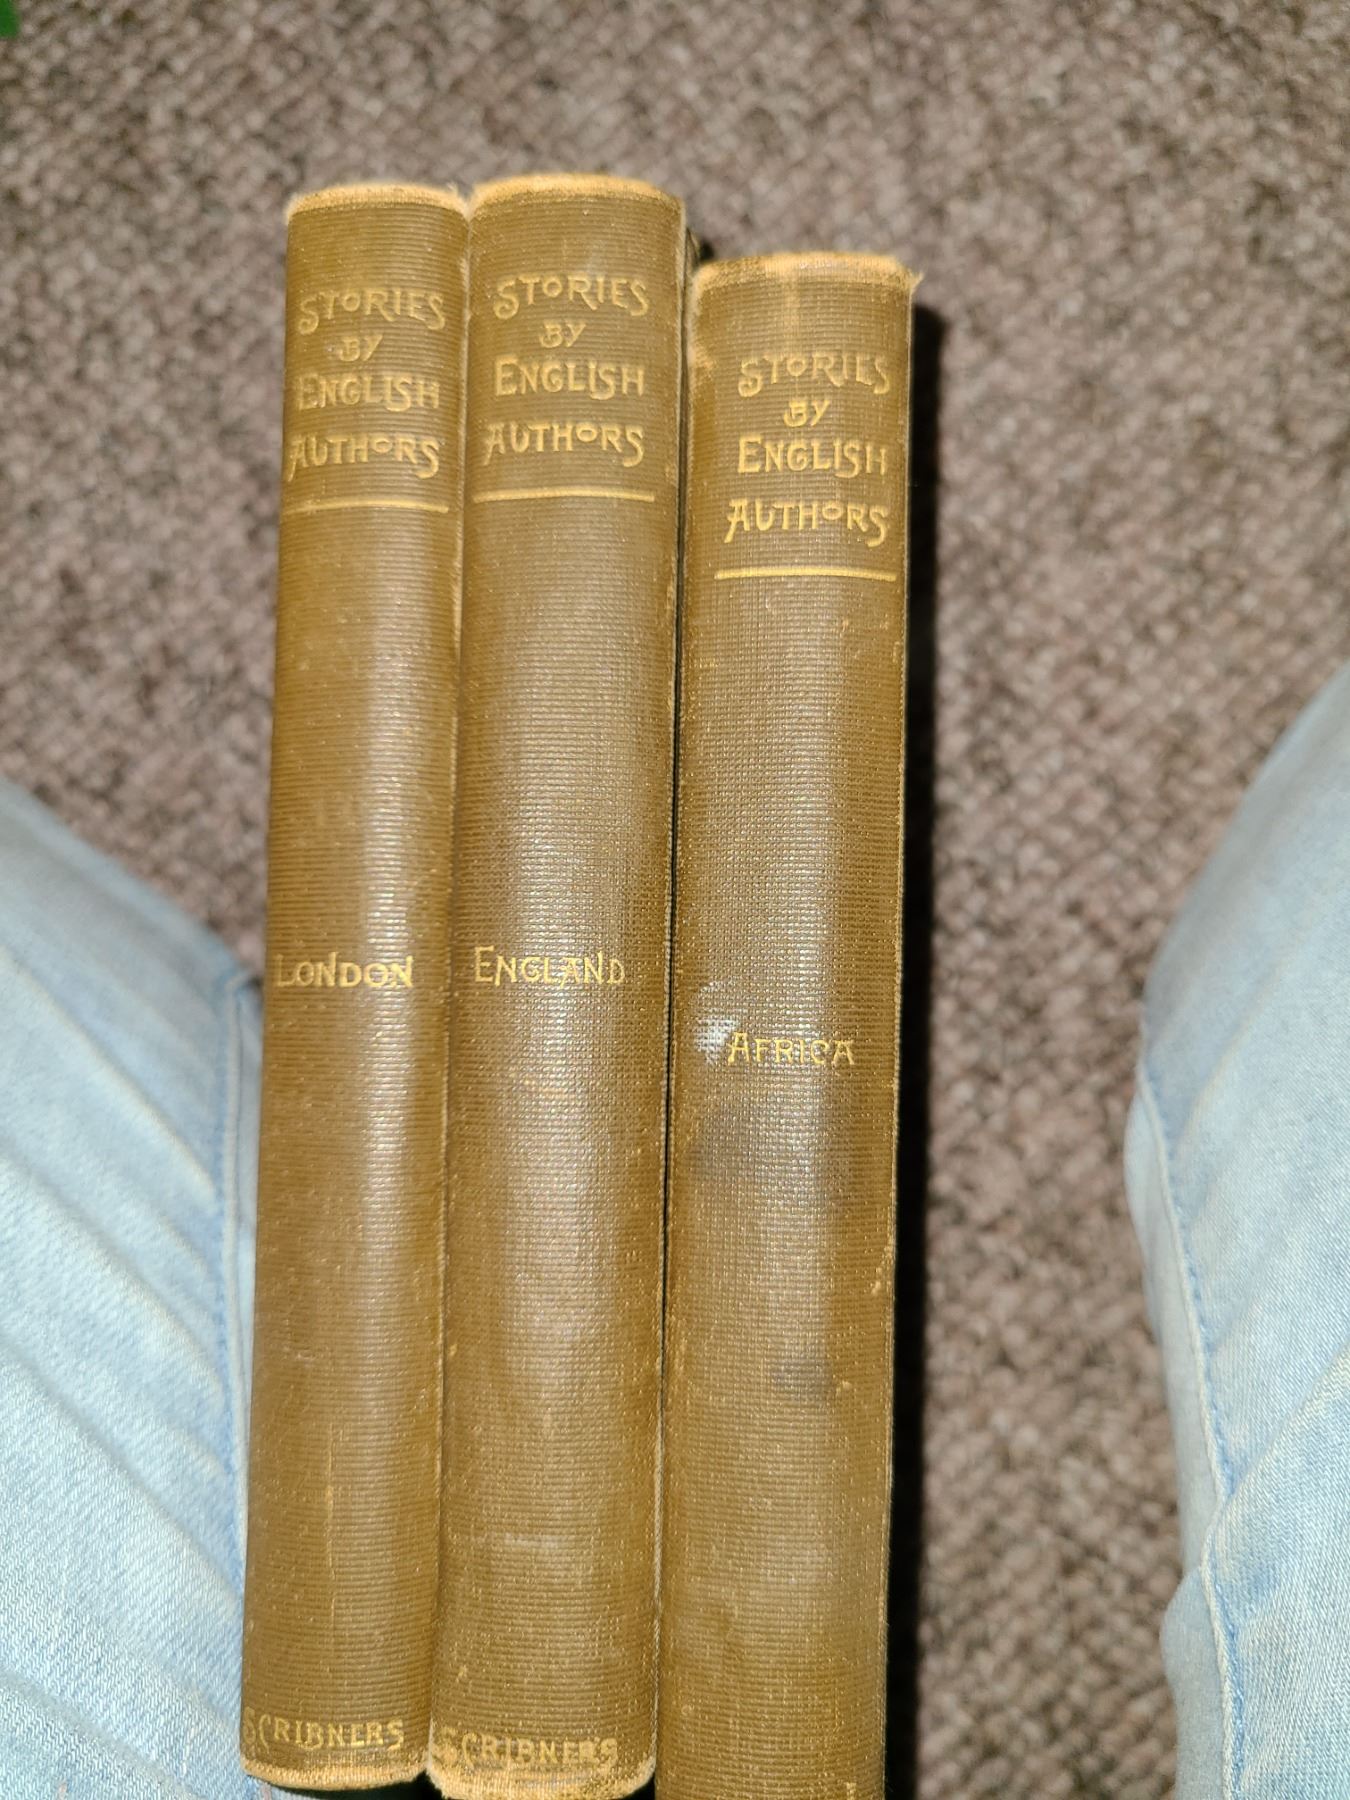 STORIES
BY
ENGLISH
AUTHORS
LONDON
SCRIBNERS
STORIES
BY
ENGLISH
AUTHORS
ENGLAND
SCRIBNERS
STORIES
BY
ENGLISH
AUTHORS
AFRICA